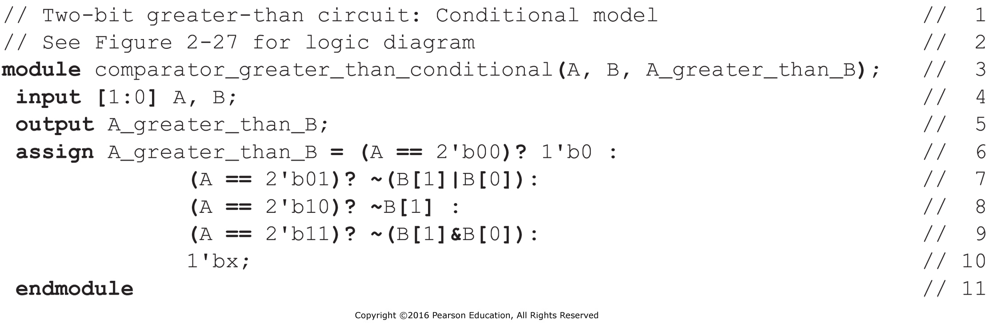 // Two-bit greater-than circuit: Conditional model // 1
// See Figure 2-27 for logic diagram // 2
module comparator_greater_than_conditional(A, B, A_greater_than_B); // 3
input [1:0] A, B; // 4
output A_greater_than_B; // 5
assign A_greater_than_B = (A == 2'b00)? 1'b0 : // 6
(A == 2'b01)? ~(B[1]|B[0]): // 7
(A == 2'b10)? ~B[1] : // 8
(A == 2'b11)? ~(B[1]&B[0]): // 9
1'bx; // 10
endmodule // 11
Copyright ©2016 Pearson Education, All Rights Reserved